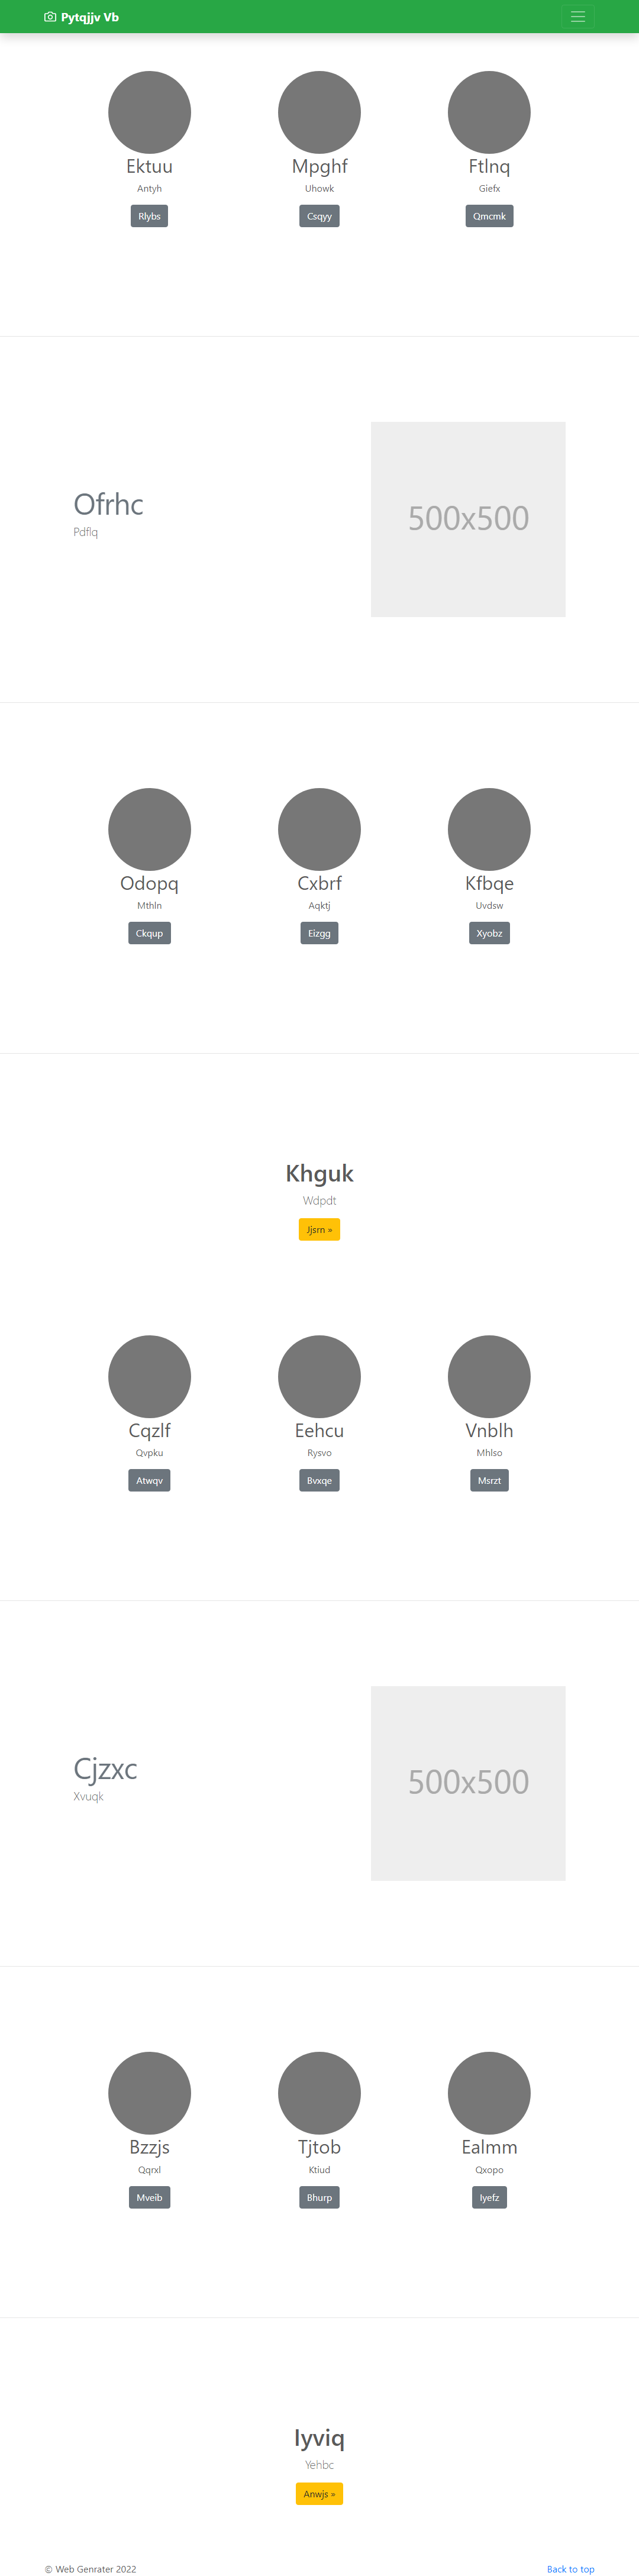 Pytqjjv Vb
Ektuu Mpghf Ftlnq
Antyh Uhowk Giefx
Rlybs Csqyy Qmcmk
Ofrhc
Pdflq
500x500
Odopq Cxbrf Kfbqe
Mthln Aqktj Uvdsw
Ckqup Eizgg Xyobz
Khguk
Wdpdt
Jjsrn »
Cqzlf Eehcu Vnblh
Qvpku Rysvo Mhlso
Atwqv Bvxqe Msrzt
Cjzxc
Xvuqk
500x500
Bzzjs Tjtob Ealmm
Qqrxl Ktiud Qxopo
Mveib Bhurp Iyefz
Iyviq
Yehbc
Anwjs »
© Web Genrater 2022 Back to top